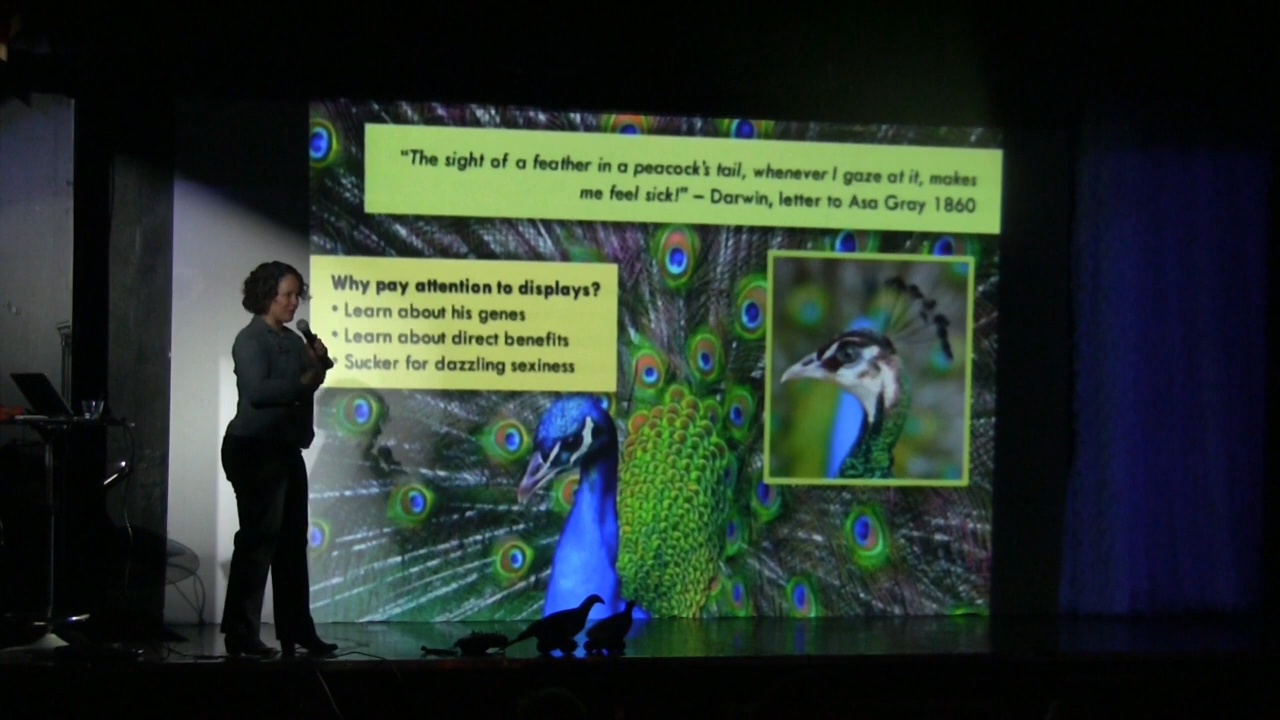 “The sight of a feather in a peacock's tail, whenever I gaze at it, makes
me feel sick!” – Darwin, letter to Asa Gray 1860
Why pay attention to displays?
• Learn about his genes
• Learn about direct benefits
• Sucker for dazzling sexiness